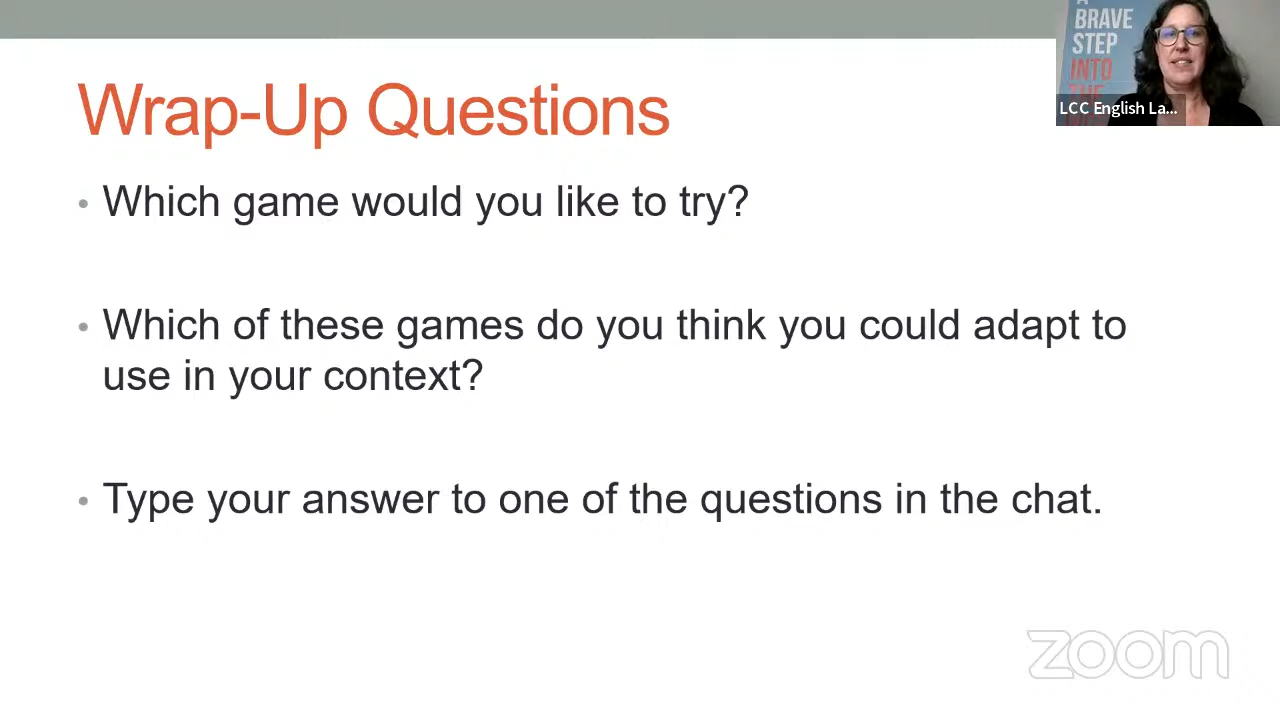 A
BRAVE
STEP
INTO
THE
LCC English La...
Wrap-Up Questions
• Which game would you like to try?
• Which of these games do you think you could adapt to
use in your context?
• Type your answer to one of the questions in the chat.
zoom